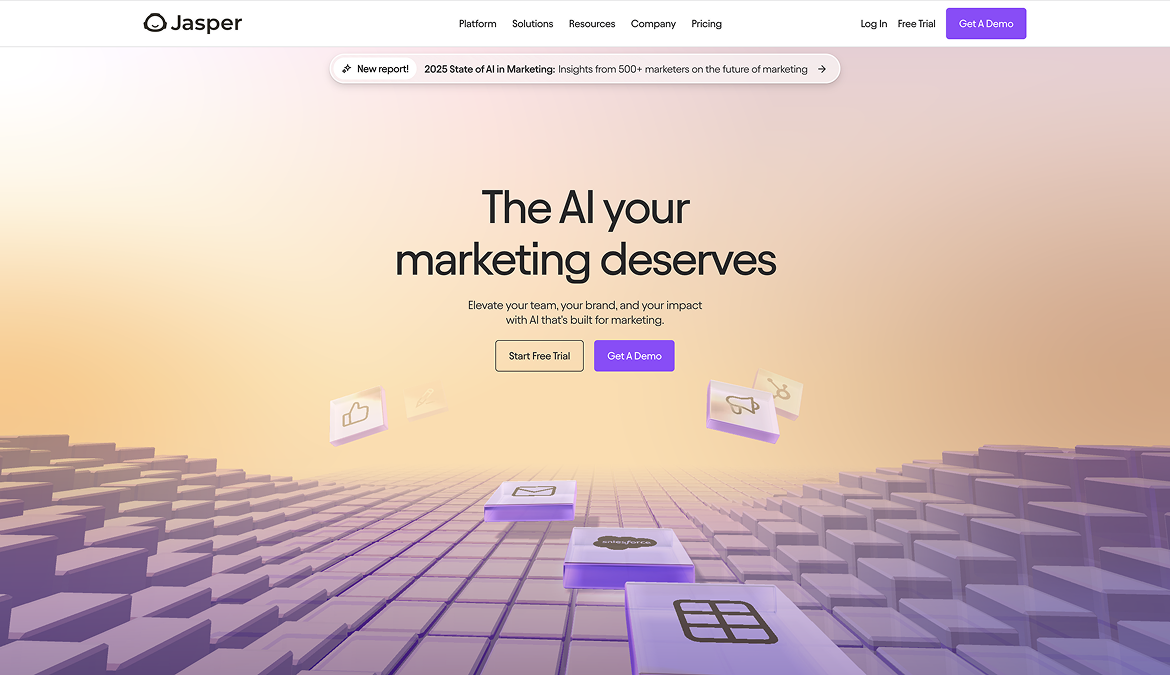 Jasper
Platform Solutions Resources Company Pricing
Log In Free Trial Get A Demo
New report! 2025 State of AI in Marketing: Insights from 500+ marketers on the future of marketing →
The AI your
marketing deserves
Elevate your team, your brand, and your impact
with AI that's built for marketing.
Start Free Trial Get A Demo
salesforce